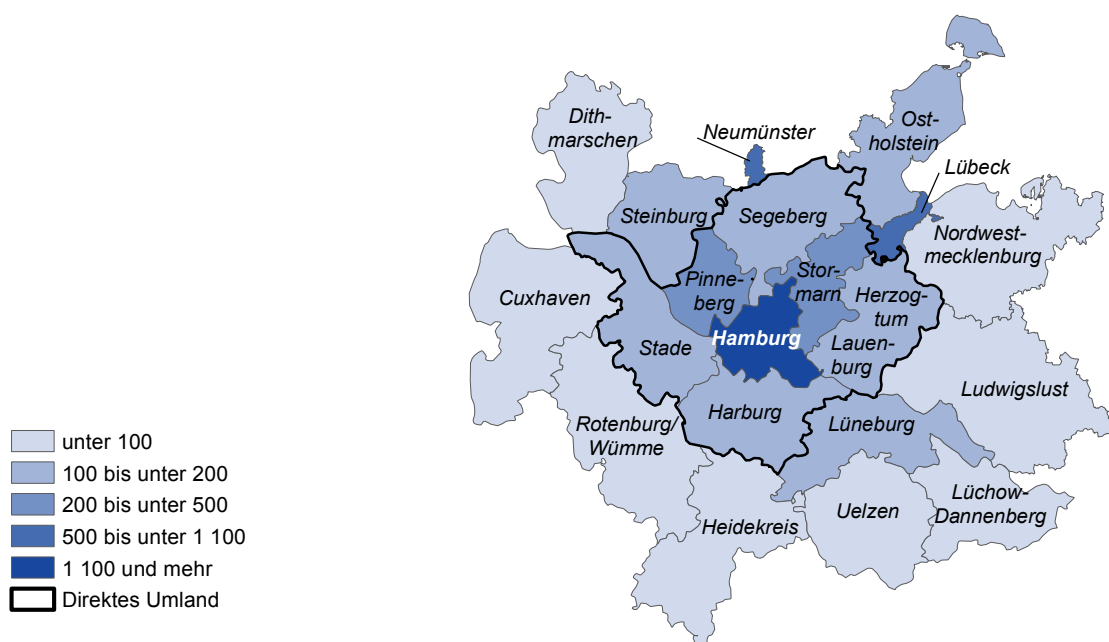 Dith-
marschen
Neumünster
Ost-
holstein
Lübeck
Steinburg
Segeberg
Nordwest-
mecklenburg
Cuxhaven
Pinne-
berg
Stor-
marn
Herzog-
tum
Lauen-
burg
Hamburg
Stade
Ludwigslust
Harburg
Lüneburg
Rotenburg/
Wümme
Heidekreis
Uelzen
Lüchow-
Dannenberg
unter 100
100 bis unter 200
200 bis unter 500
500 bis unter 1 100
1 100 und mehr
Direktes Umland